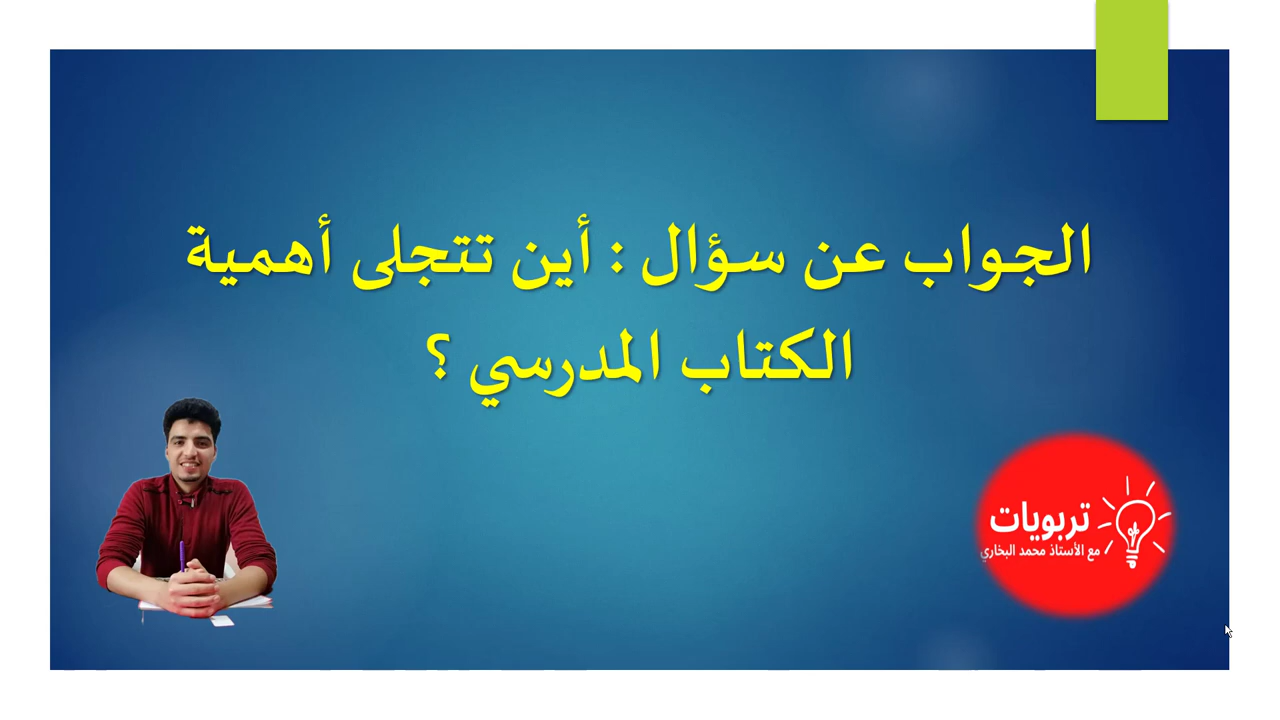 الجواب عن سؤال : أين تتجلى أهمية
الكتاب المدرسي ؟
تربويات
مع الأستاذ محمد البخاري